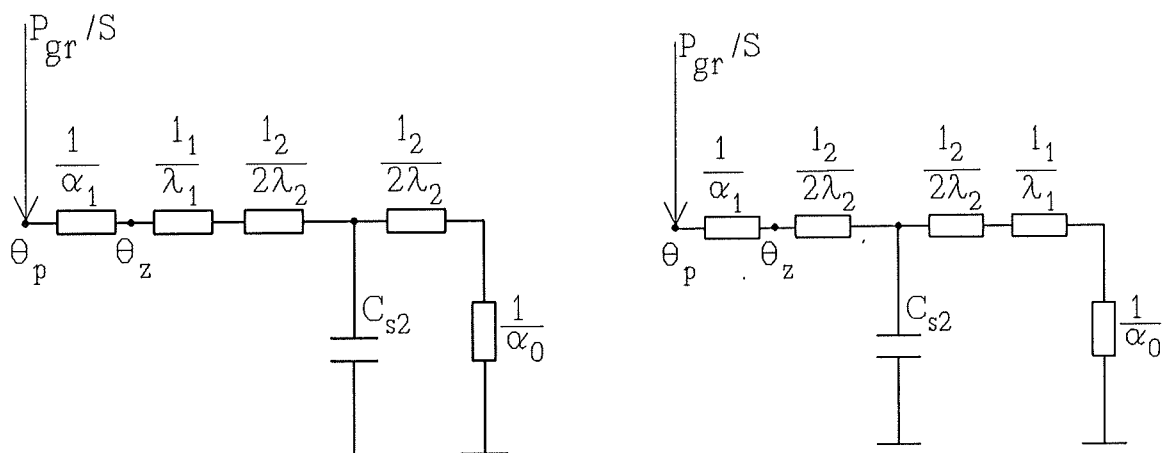 P_gr/S
1/α_1
l_1/λ_1
l_2/2λ_2
l_2/2λ_2
θ_p
θ_z
C_s2
1/α_0
P_gr/S
1/α_1
l_2/2λ_2
l_2/2λ_2
l_1/λ_1
θ_p
θ_z
C_s2
1/α_0